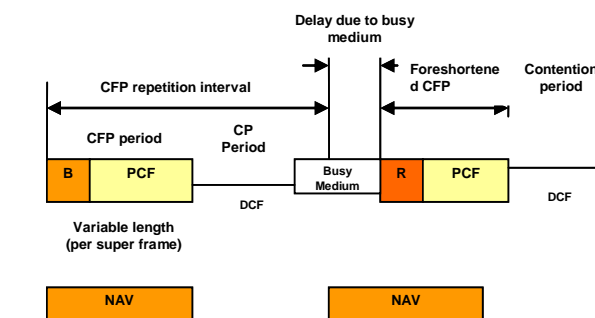 Delay due to busy
medium
CFP repetition interval
Foreshortene
d CFP
Contention
period
CFP period
CP
Period
B
PCF
Busy
Medium
R
PCF
DCF
DCF
Variable length
(per super frame)
NAV
NAV